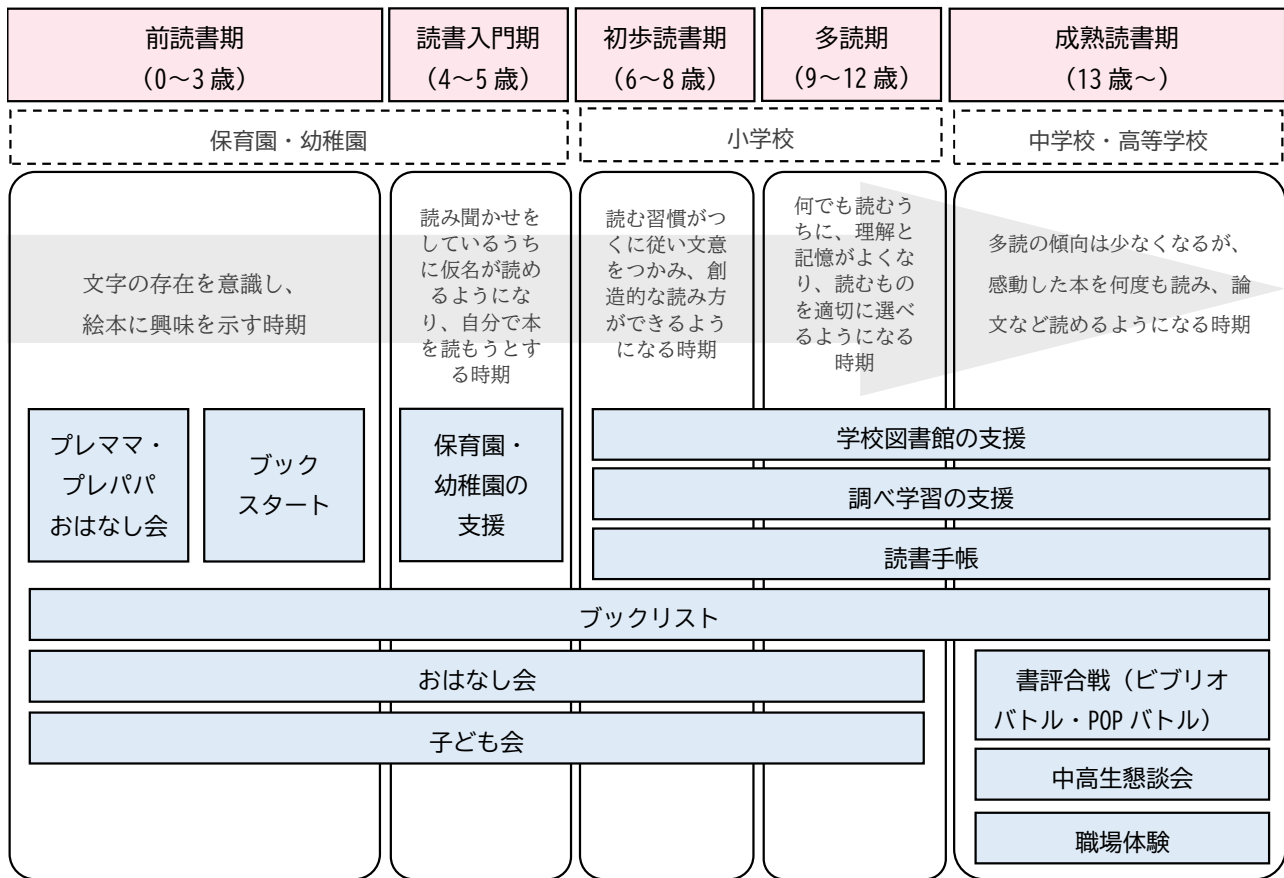 前読書期
（0～3 歳）
読書入門期
（4～5 歳）
初歩読書期
（6～8 歳）
多読期
（9～12 歳）
成熟読書期
（13 歳～）
保育園・幼稚園
小学校
中学校・高等学校
文字の存在を意識し、
絵本に興味を示す時期
読み聞かせを
しているうち
に仮名が読め
るようにな
り、自分で本
を読もうとす
る時期
読む習慣がつ
くに従い文意
をつかみ、創
造的な読み方
ができるよう
になる時期
何でも読むう
ちに、理解と
記憶がよくな
り、読むもの
を適切に選べ
るようになる
時期
多読の傾向は少なくなるが、
感動した本を何度も読み、論
文など読めるようになる時期
プレママ・
プレパパ
おはなし会
ブック
スタート
保育園・
幼稚園の
支援
学校図書館の支援
調べ学習の支援
読書手帳
ブックリスト
おはなし会
子ども会
書評合戦（ビブリオ
バトル・POP バトル）
中高生懇談会
職場体験